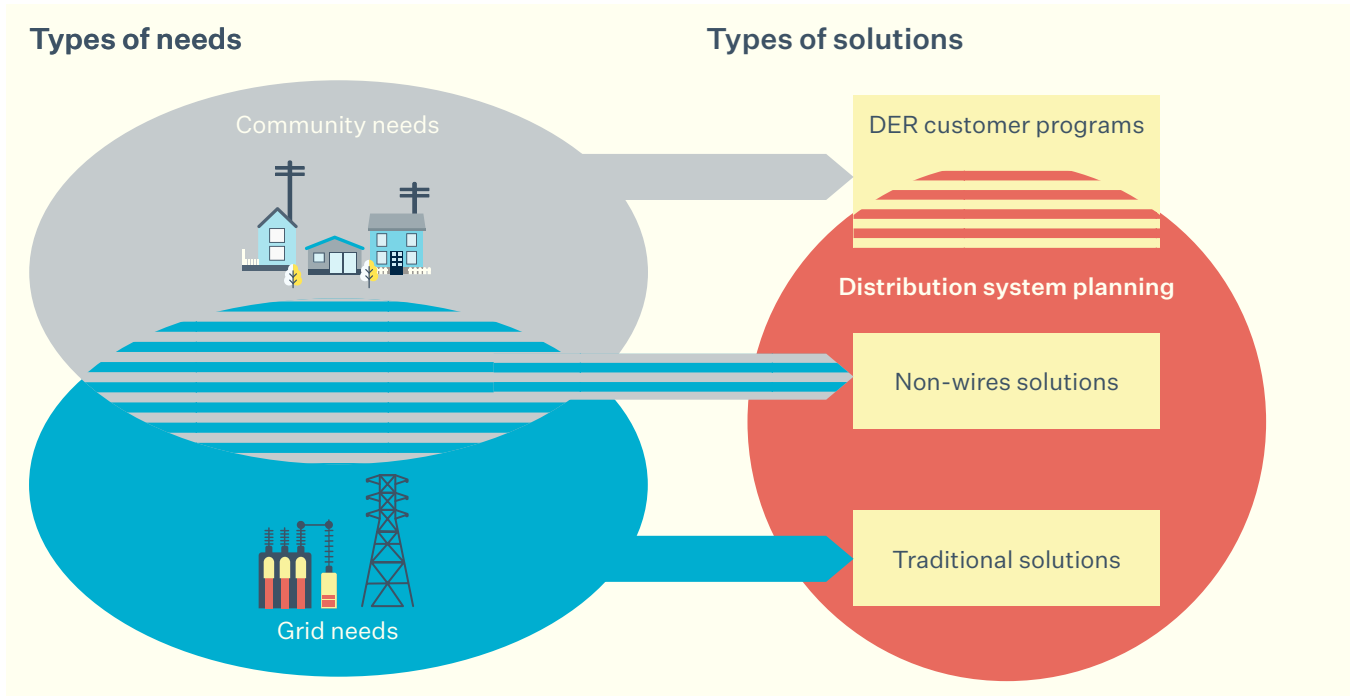 Types of needs
Types of solutions
Community needs
DER customer programs
Distribution system planning
Non-wires solutions
Traditional solutions
Grid needs